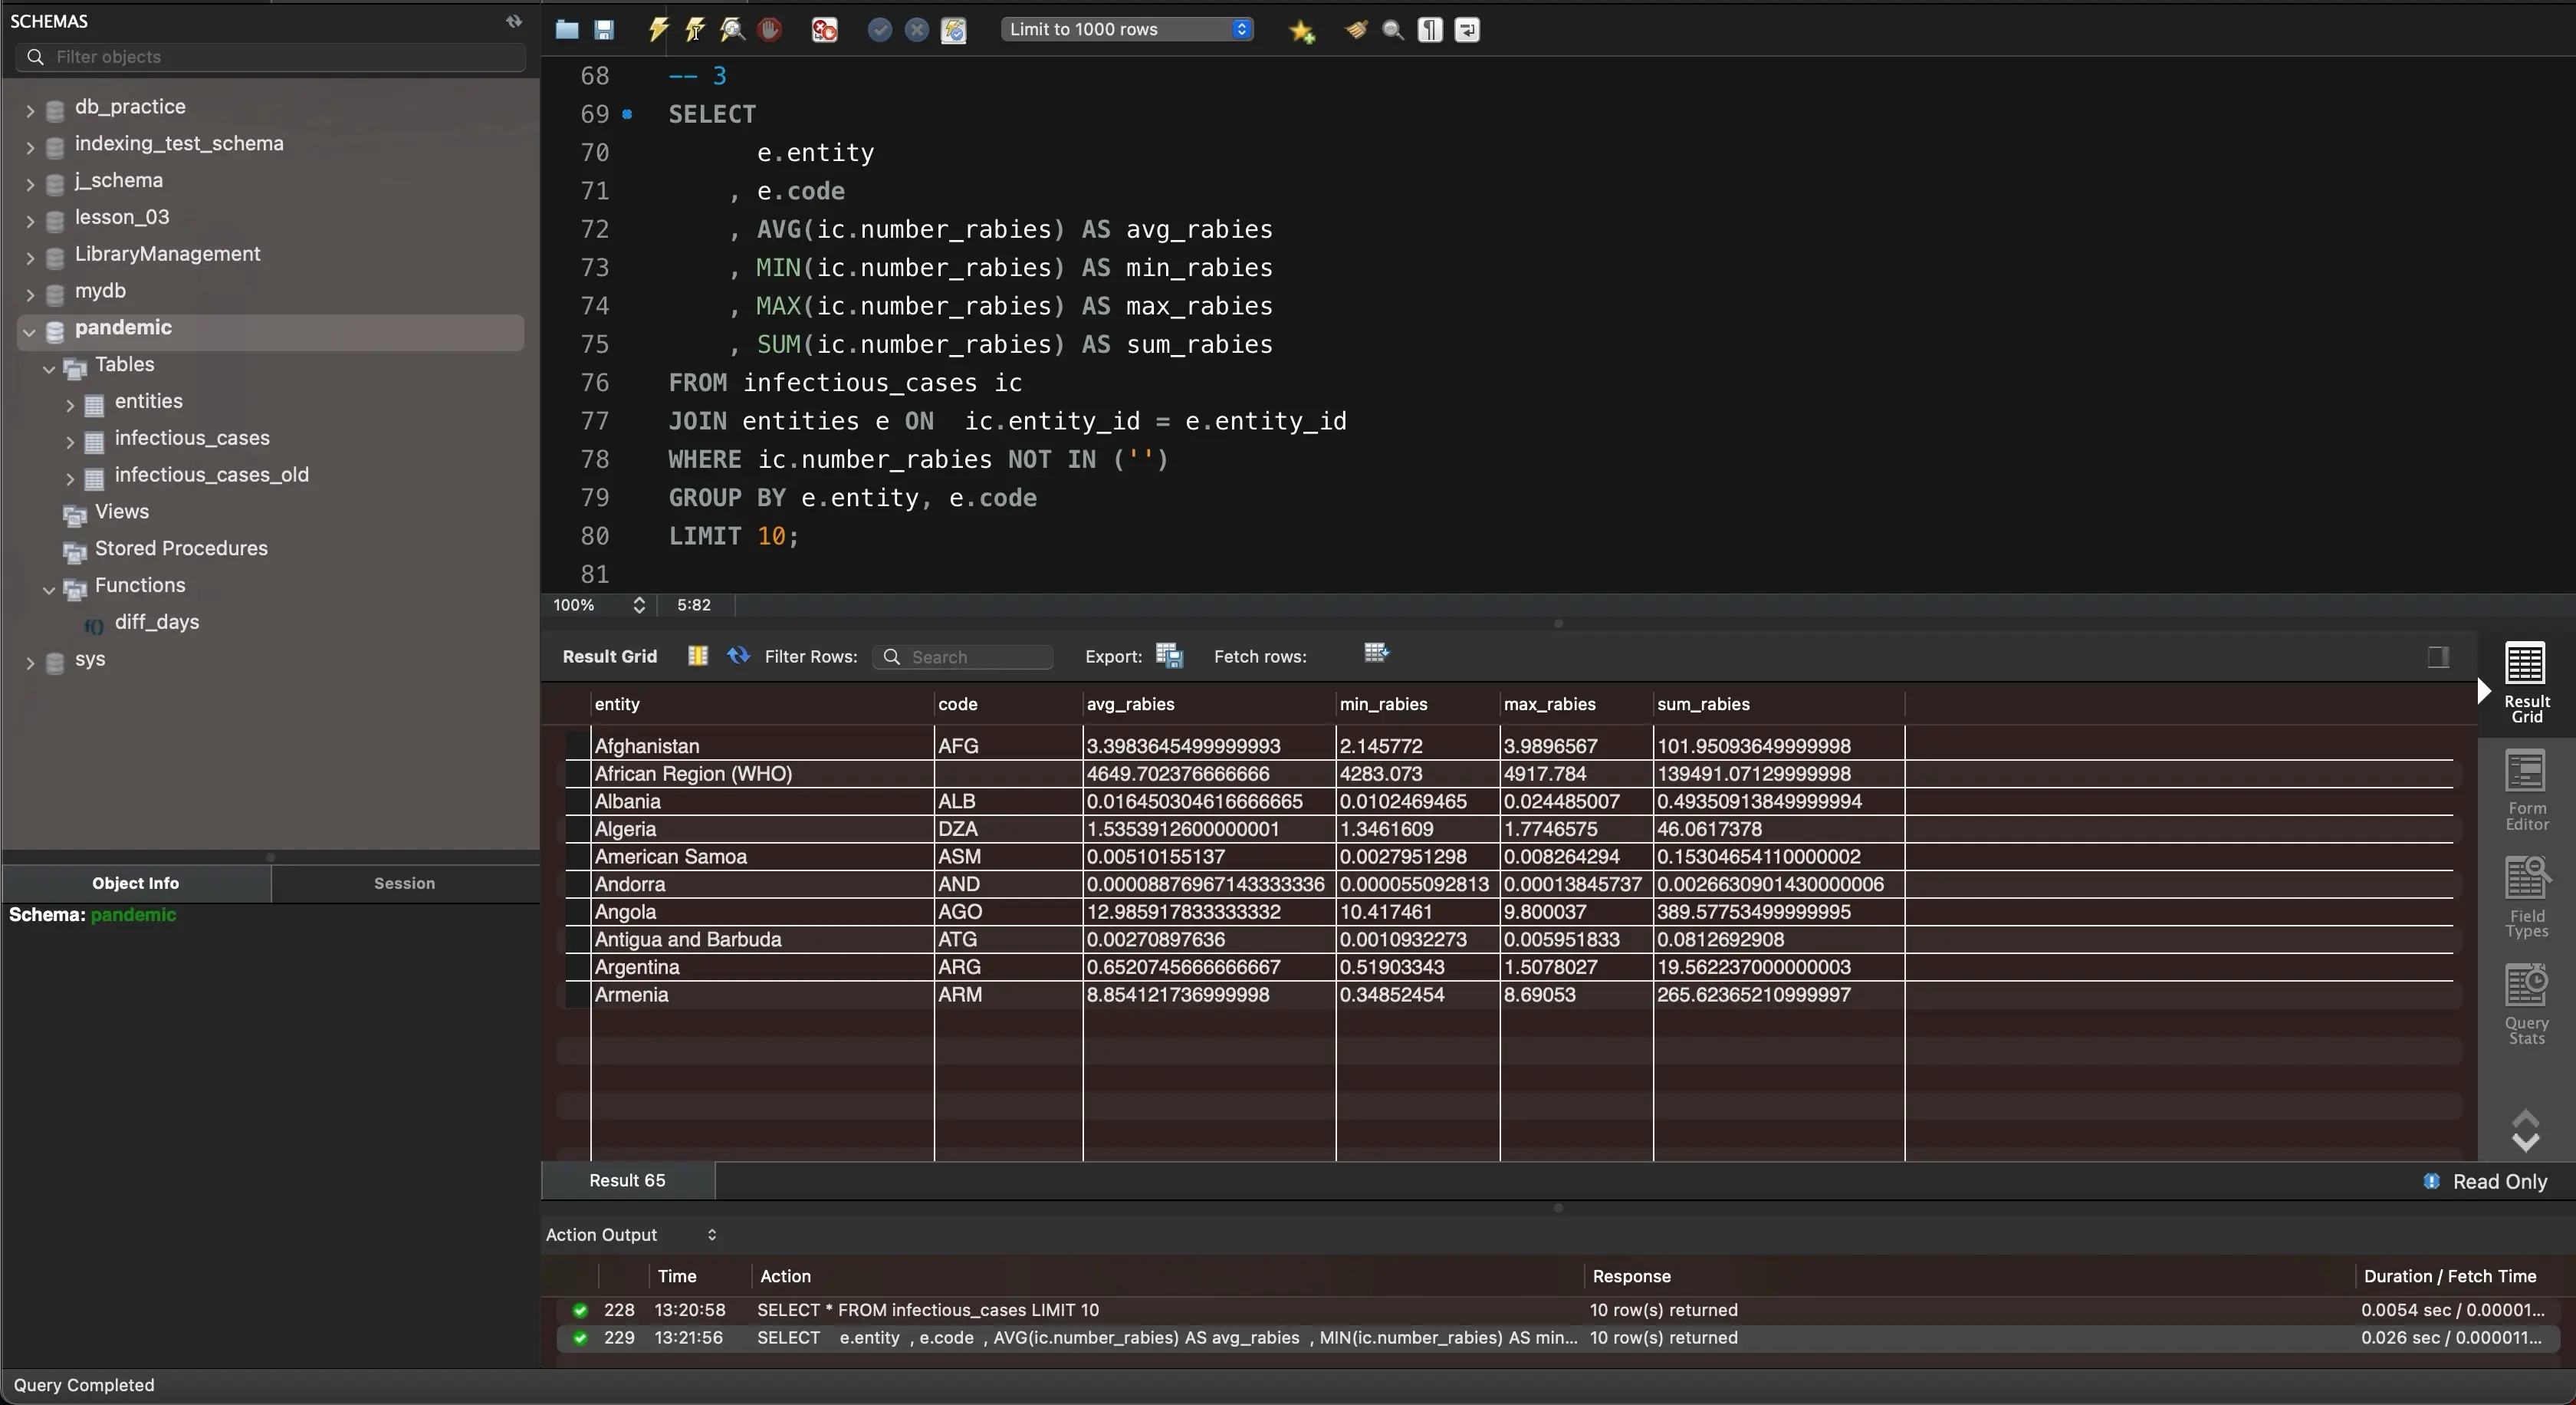 SCHEMAS
Filter objects
db_practice
indexing_test_schema
j_schema
lesson_03
LibraryManagement
mydb
pandemic
Tables
entities
infectious_cases
infectious_cases_old
Views
Stored Procedures
Functions
f() diff_days
sys
Object Info Session
Schema: pandemic
Limit to 1000 rows
68 -- 3
69 SELECT
70 e.entity
71 , e.code
72 , AVG(ic.number_rabies) AS avg_rabies
73 , MIN(ic.number_rabies) AS min_rabies
74 , MAX(ic.number_rabies) AS max_rabies
75 , SUM(ic.number_rabies) AS sum_rabies
76 FROM infectious_cases ic
77 JOIN entities e ON  ic.entity_id = e.entity_id
78 WHERE ic.number_rabies NOT IN ('')
79 GROUP BY e.entity, e.code
80 LIMIT 10;
81
100% 5:82
Result Grid Filter Rows: Search Export: Fetch rows:
entity code avg_rabies min_rabies max_rabies sum_rabies
Afghanistan AFG 3.3983645499999993 2.145772 3.9896567 101.95093649999998
African Region (WHO) 4649.702376666666 4283.073 4917.784 139491.07129999998
Albania ALB 0.016450304616666665 0.0102469465 0.024485007 0.49350913849999994
Algeria DZA 1.5353912600000001 1.3461609 1.7746575 46.0617378
American Samoa ASM 0.00510155137 0.0027951298 0.008264294 0.15304654110000002
Andorra AND 0.00008876967143333336 0.000055092813 0.00013845737 0.0026630901430000006
Angola AGO 12.985917833333332 10.417461 9.800037 389.57753499999995
Antigua and Barbuda ATG 0.00270897636 0.0010932273 0.005951833 0.0812692908
Argentina ARG 0.6520745666666667 0.51903343 1.5078027 19.562237000000003
Armenia ARM 8.854121736999998 0.34852454 8.69053 265.62365210999997
Result
Grid
Form
Editor
Field
Types
Query
Stats
Result 65 Read Only
Action Output
Time Action Response Duration / Fetch Time
228 13:20:58 SELECT * FROM infectious_cases LIMIT 10 10 row(s) returned 0.0054 sec / 0.00001...
229 13:21:56 SELECT e.entity , e.code , AVG(ic.number_rabies) AS avg_rabies , MIN(ic.number_rabies) AS min... 10 row(s) returned 0.026 sec / 0.000011...
Query Completed